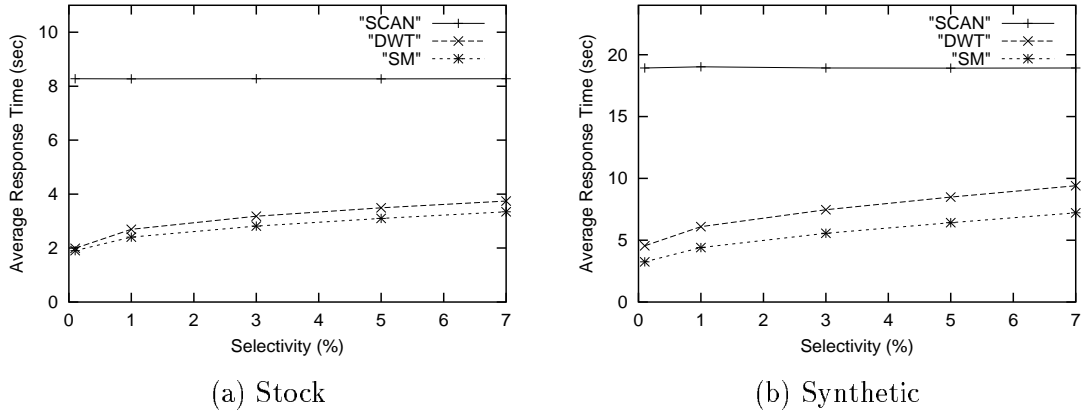 Average Response Time (sec)
10
8
6
4
2
0
"SCAN"
"DWT"
"SM"
0 1 2 3 4 5 6 7
Selectivity (%)
(a) Stock
Average Response Time (sec)
20
15
10
5
0
"SCAN"
"DWT"
"SM"
0 1 2 3 4 5 6 7
Selectivity (%)
(b) Synthetic